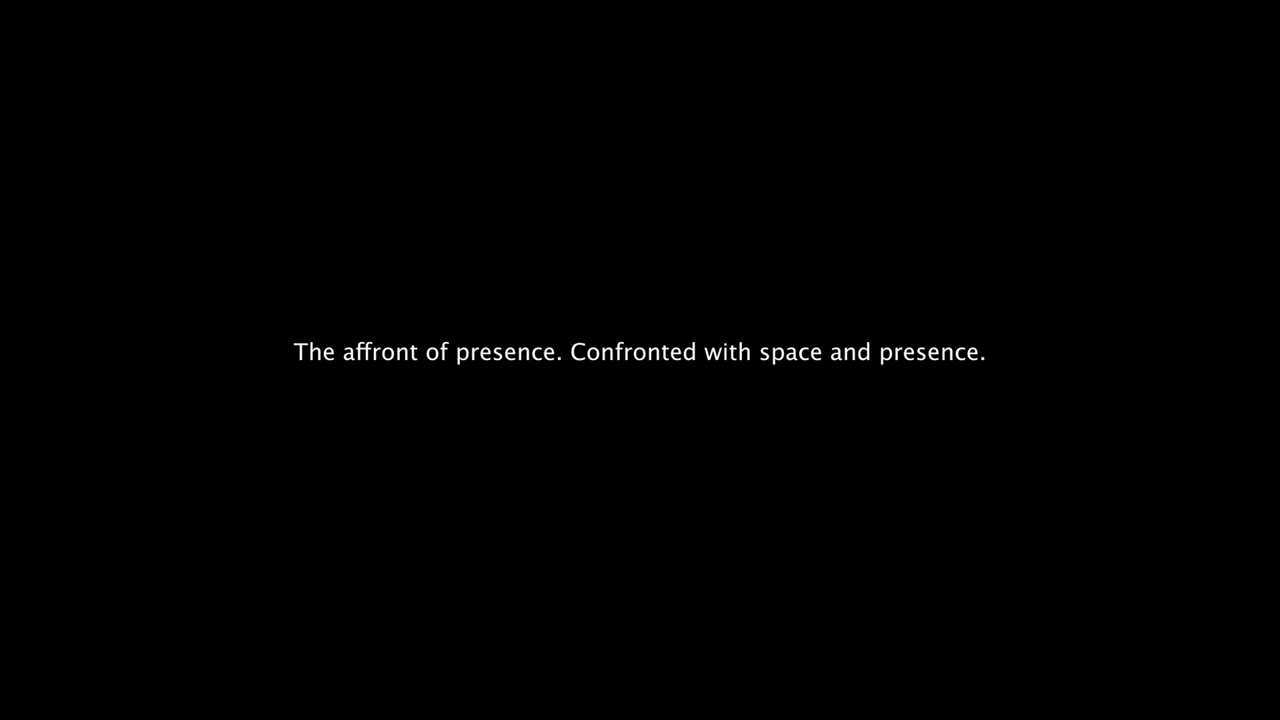 The affront of presence. Confronted with space and presence.